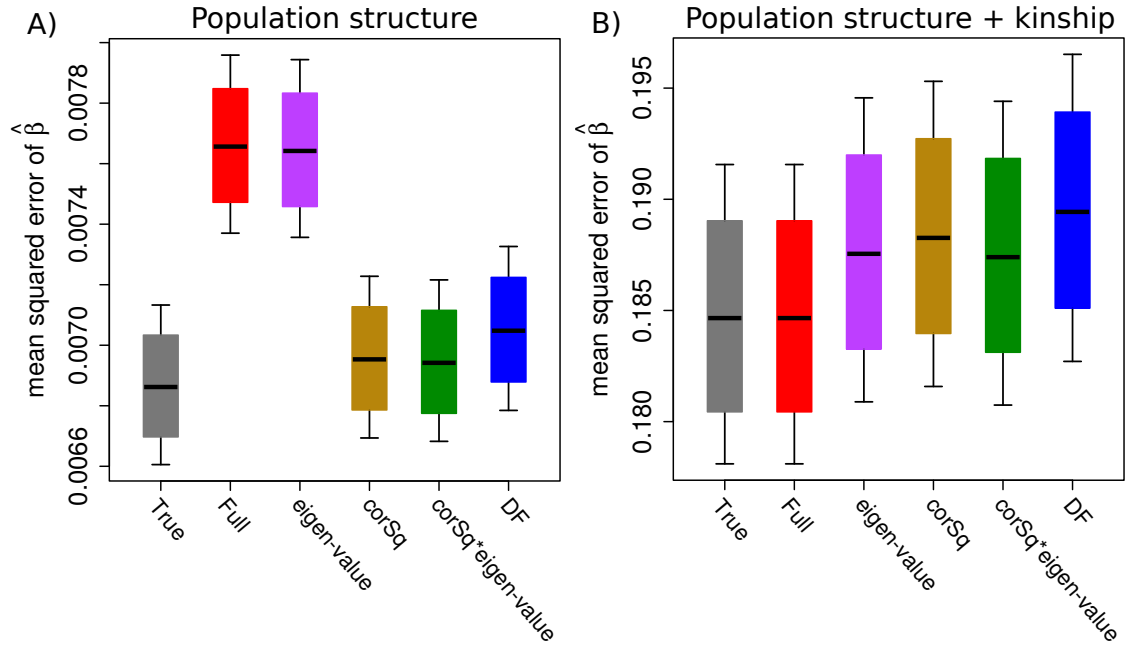 A)
Population structure
mean squared error of β̂
0.0078
0.0074
0.0070
0.0066
True
Full
eigen-value
corSq
corSq*eigen-value
DF
B)
Population structure + kinship
mean squared error of β̂
0.195
0.190
0.185
0.180
True
Full
eigen-value
corSq
corSq*eigen-value
DF